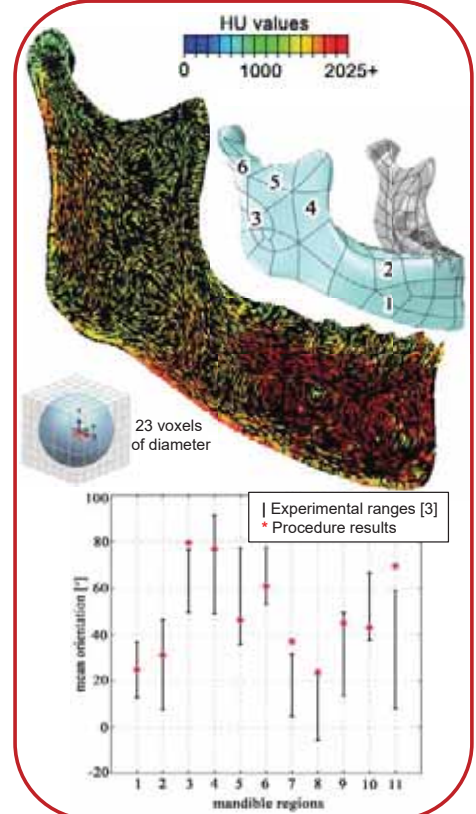 HU values
0 1000 2025+
6
5
3 4
2
1
23 voxels
of diameter
| Experimental ranges [3]
* Procedure results
100
80
60
40
20
0
-20
mean orientation [°]
1 2 3 4 5 6 7 8 9 10 11
mandible regions